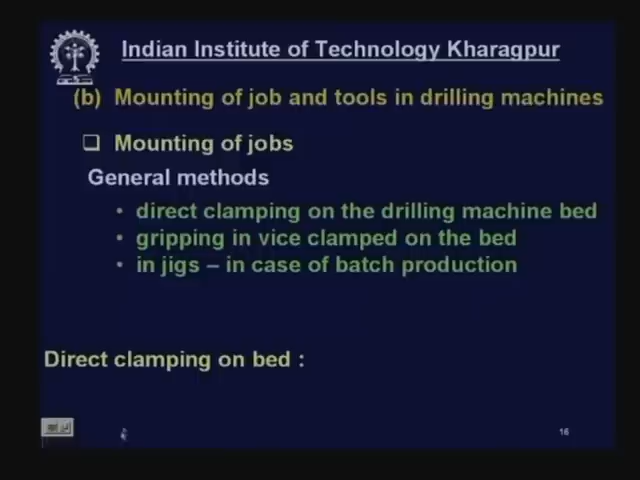 Indian Institute of Technology Kharagpur
(b) Mounting of job and tools in drilling machines
❑ Mounting of jobs
General methods
• direct clamping on the drilling machine bed
• gripping in vice clamped on the bed
• in jigs – in case of batch production
Direct clamping on bed :
16